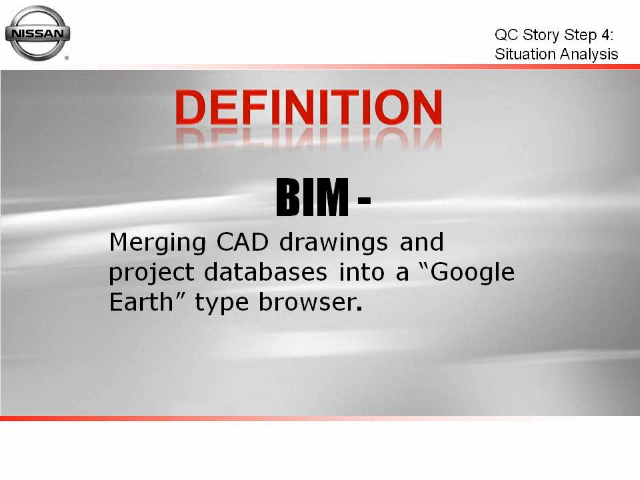 NISSAN
QC Story Step 4:
Situation Analysis
DEFINITION
BIM -
Merging CAD drawings and
project databases into a “Google
Earth” type browser.